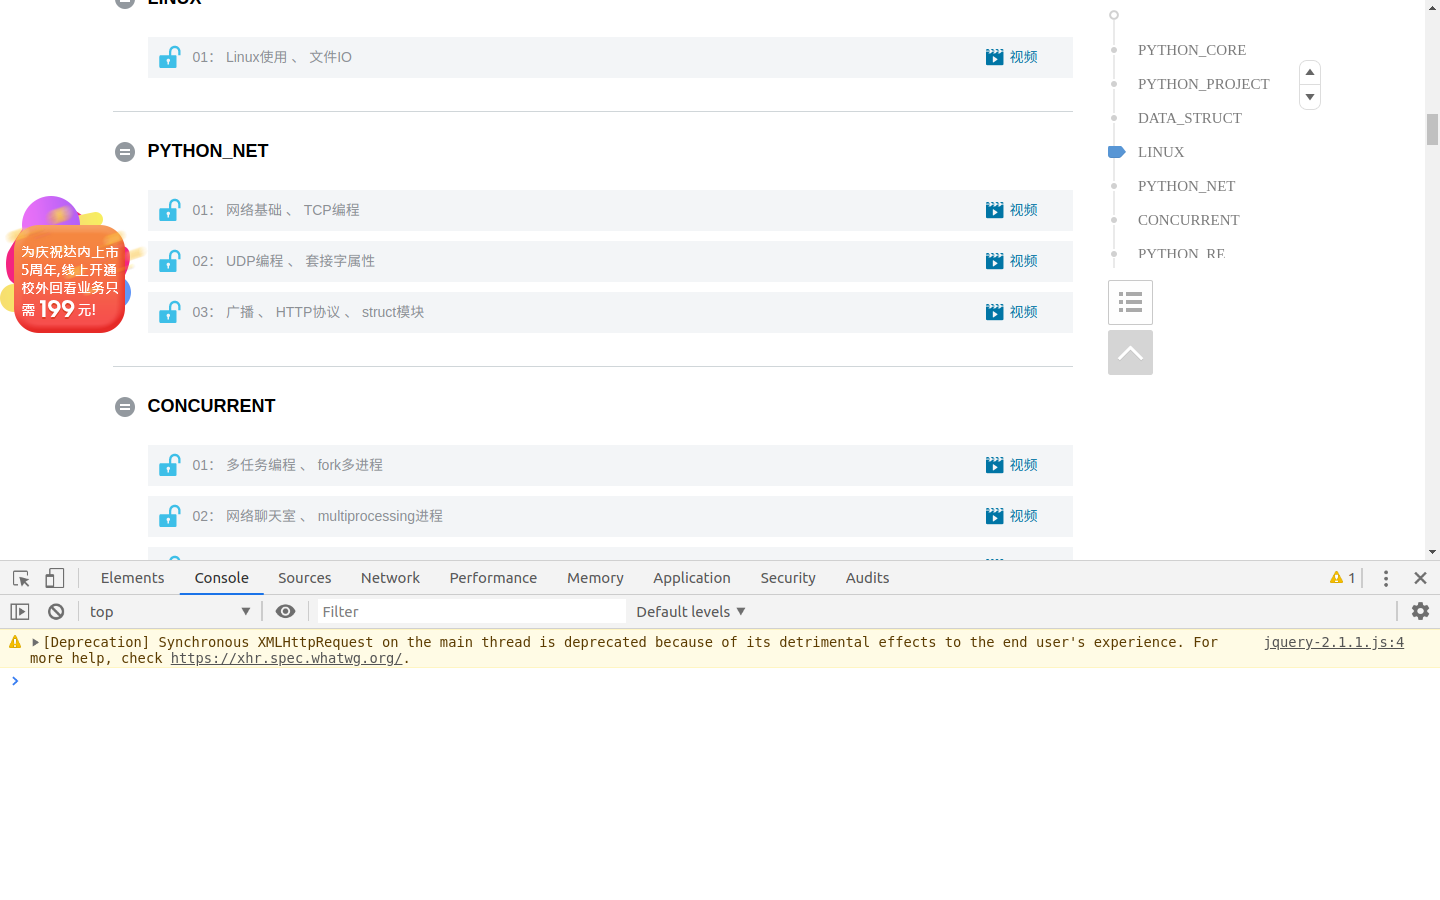 LINUX
01： Linux使用 、 文件IO
视频
PYTHON_NET
01： 网络基础 、 TCP编程
视频
02： UDP编程 、 套接字属性
视频
03： 广播 、 HTTP协议 、 struct模块
视频
CONCURRENT
01： 多任务编程 、 fork多进程
视频
02： 网络聊天室 、 multiprocessing进程
视频
为庆祝达内上市
5周年,线上开通
校外回看业务只
需 199 元!
PYTHON_CORE
PYTHON_PROJECT
DATA_STRUCT
LINUX
PYTHON_NET
CONCURRENT
PYTHON_RE
Elements Console Sources Network Performance Memory Application Security Audits 1
top Filter Default levels
[Deprecation] Synchronous XMLHttpRequest on the main thread is deprecated because of its detrimental effects to the end user's experience. For jquery-2.1.1.js:4
more help, check https://xhr.spec.whatwg.org/.